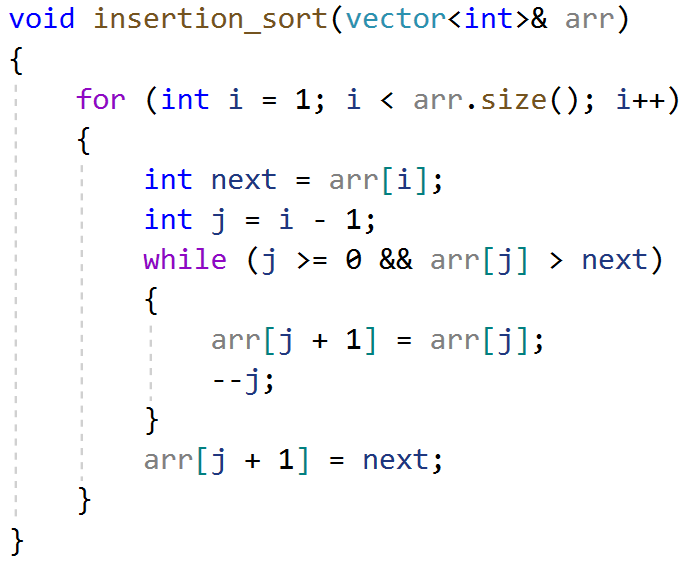 void insertion_sort(vector<int>& arr)
{
    for (int i = 1; i < arr.size(); i++)
    {
        int next = arr[i];
        int j = i - 1;
        while (j >= 0 && arr[j] > next)
        {
            arr[j + 1] = arr[j];
            --j;
        }
        arr[j + 1] = next;
    }
}